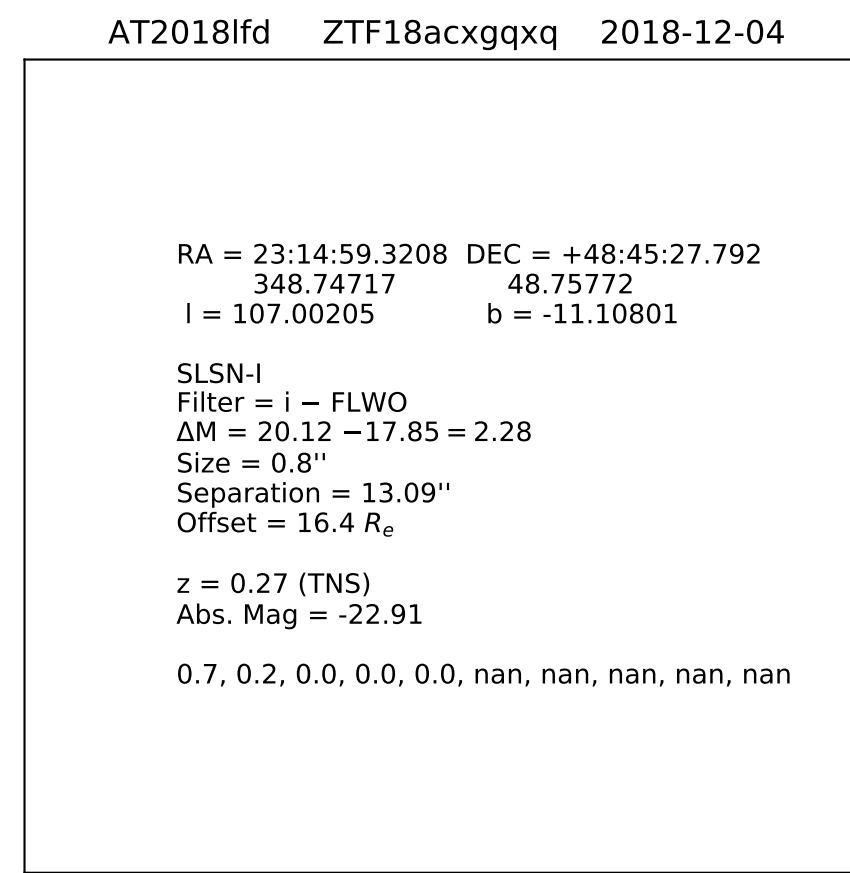 AT2018lfd ZTF18acxgqxq 2018-12-04
RA = 23:14:59.3208 DEC = +48:45:27.792
348.74717 48.75772
l = 107.00205 b = -11.10801
SLSN-I
Filter = i − FLWO
ΔM = 20.12 −17.85 = 2.28
Size = 0.8''
Separation = 13.09''
Offset = 16.4 Re
z = 0.27 (TNS)
Abs. Mag = -22.91
0.7, 0.2, 0.0, 0.0, 0.0, nan, nan, nan, nan, nan